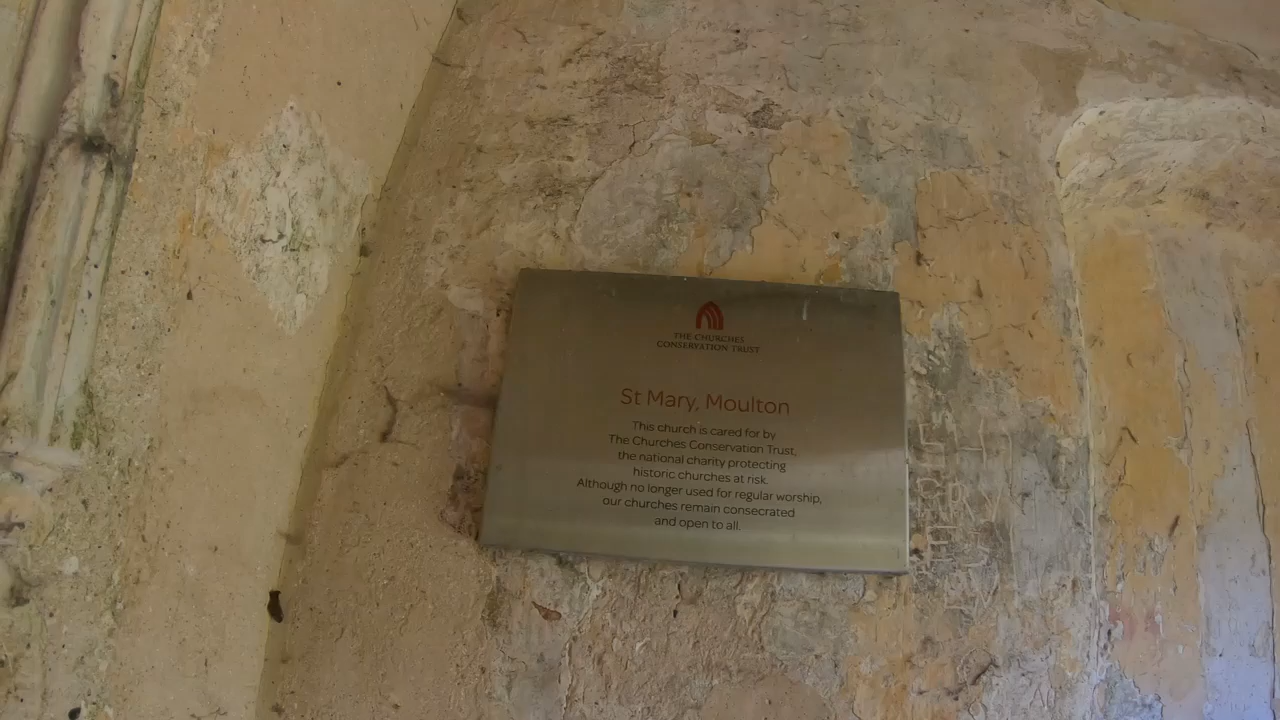 THE CHURCHES
CONSERVATION TRUST
St Mary, Moulton
This church is cared for by
The Churches Conservation Trust,
the national charity protecting
historic churches at risk.
Although no longer used for regular worship,
our churches remain consecrated
and open to all.